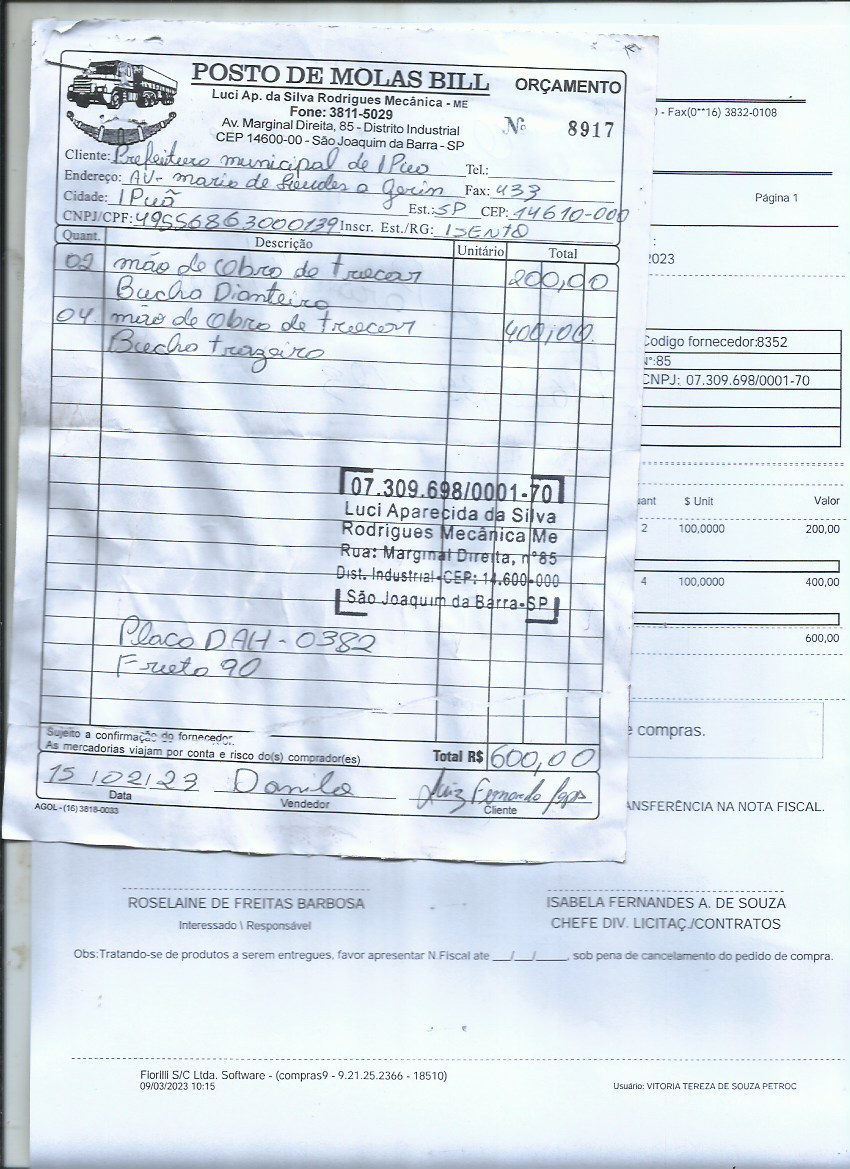 POSTO DE MOLAS BILL
ORÇAMENTO
Luci Ap. da Silva Rodrigues Mecânica - ME
Fone: 3811-5029
Av. Marginal Direita, 85 - Distrito Industrial
CEP 14600-00 - São Joaquim da Barra - SP
Nº 8917
Cliente: Prefeitura municipal de IPuã Tel.:
Endereço: AV- mario de Fax: 433
Cidade: IPuã Est.: SP CEP: 14610-000
CNPJ/CPF: 49556863000139 Inscr. Est./RG: ISENTO
Quant. Descrição Unitário Total
02 mão de Obra de trocar 200,00
Bucha Dianteira
04 mão de Obra de trocar 400,00
Bucha trazeira
07.309.698/0001-70
Luci Aparecida da Silva
Rodrigues Mecânica Me
Rua: Marginal Direita, nº 85
Dist. Industrial-CEP: 14.600-000
São Joaquim da Barra-SP
Placa DAH-0382
Frota 90
Sujeito a confirmação do fornecedor.
As mercadorias viajam por conta e risco do(s) comprador(es)
Total R$ 600,00
15/02/23 Danilo Luiz Fernando
Data Vendedor Cliente
AGOL - (16) 3818-0033
- Fax(0**16) 3832-0108
Página 1
:
2023
Codigo fornecedor:8352
Nº:85
CNPJ: 07.309.698/0001-70
uant $ Unit Valor
2 100,0000 200,00
4 100,0000 400,00
600,00
e compras.
ANSFERÊNCIA NA NOTA FISCAL.
ROSELAINE DE FREITAS BARBOSA
Interessado \ Responsável
ISABELA FERNANDES A. DE SOUZA
CHEFE DIV. LICITAÇ./CONTRATOS
Obs:Tratando-se de produtos a serem entregues, favor apresentar N.Fiscal ate ___/___/_____, sob pena de cancelamento do pedido de compra.
Fiorilli S/C Ltda. Software - (compras9 - 9.21.25.2366 - 18510)
09/03/2023 10:15
Usuário: VITORIA TEREZA DE SOUZA PETROC